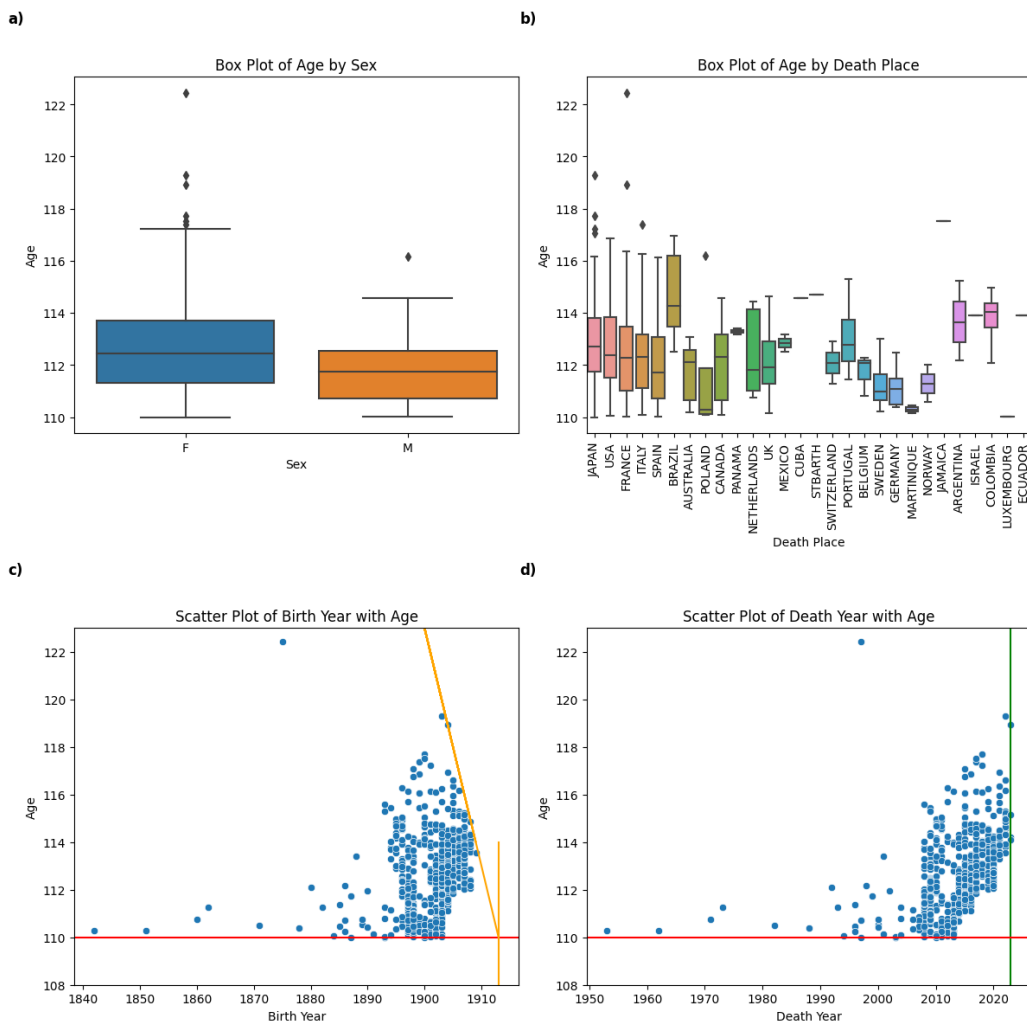 a)
Box Plot of Age by Sex
Age
122
120
118
116
114
112
110
F
M
Sex
b)
Box Plot of Age by Death Place
Age
122
120
118
116
114
112
110
JAPAN
USA
FRANCE
ITALY
SPAIN
BRAZIL
AUSTRALIA
POLAND
CANADA
PANAMA
NETHERLANDS
UK
MEXICO
CUBA
STBARTH
SWITZERLAND
PORTUGAL
BELGIUM
SWEDEN
GERMANY
MARTINIQUE
NORWAY
JAMAICA
ARGENTINA
ISRAEL
COLOMBIA
LUXEMBOURG
ECUADOR
Death Place
c)
Scatter Plot of Birth Year with Age
Age
122
120
118
116
114
112
110
108
1840 1850 1860 1870 1880 1890 1900 1910
Birth Year
d)
Scatter Plot of Death Year with Age
Age
122
120
118
116
114
112
110
108
1950 1960 1970 1980 1990 2000 2010 2020
Death Year